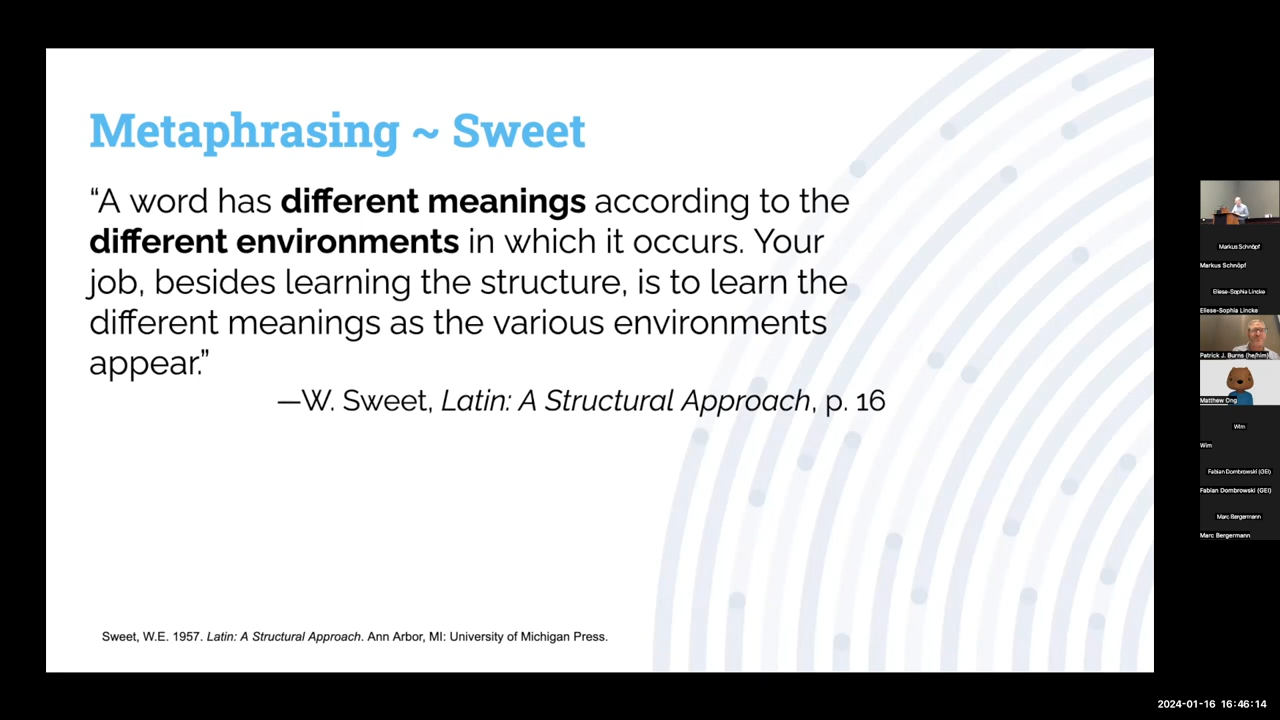 Metaphrasing ~ Sweet
“A word has different meanings according to the
different environments in which it occurs. Your
job, besides learning the structure, is to learn the
different meanings as the various environments
appear.”
—W. Sweet, Latin: A Structural Approach, p. 16
Sweet, W.E. 1957. Latin: A Structural Approach. Ann Arbor, MI: University of Michigan Press.
Markus Schnöpf
Markus Schnöpf
Eliese-Sophia Lincke
Eliese-Sophia Lincke
Patrick J. Burns (he/him)
Matthew Ong
Wim
Wim
Fabian Dombrowski (GEI)
Fabian Dombrowski (GEI)
Marc Bergermann
Marc Bergermann
2024-01-16 16:46:14